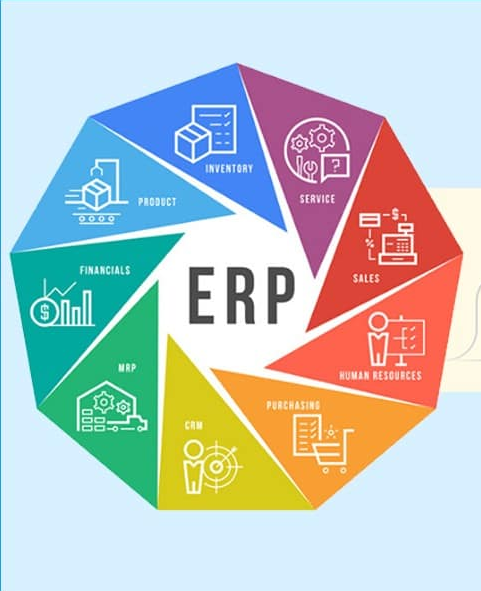 INVENTORY
SERVICE
PRODUCT
SALES
FINANCIALS
ERP
MRP
HUMAN RESOURCES
CRM
PURCHASING
$
%
?
$